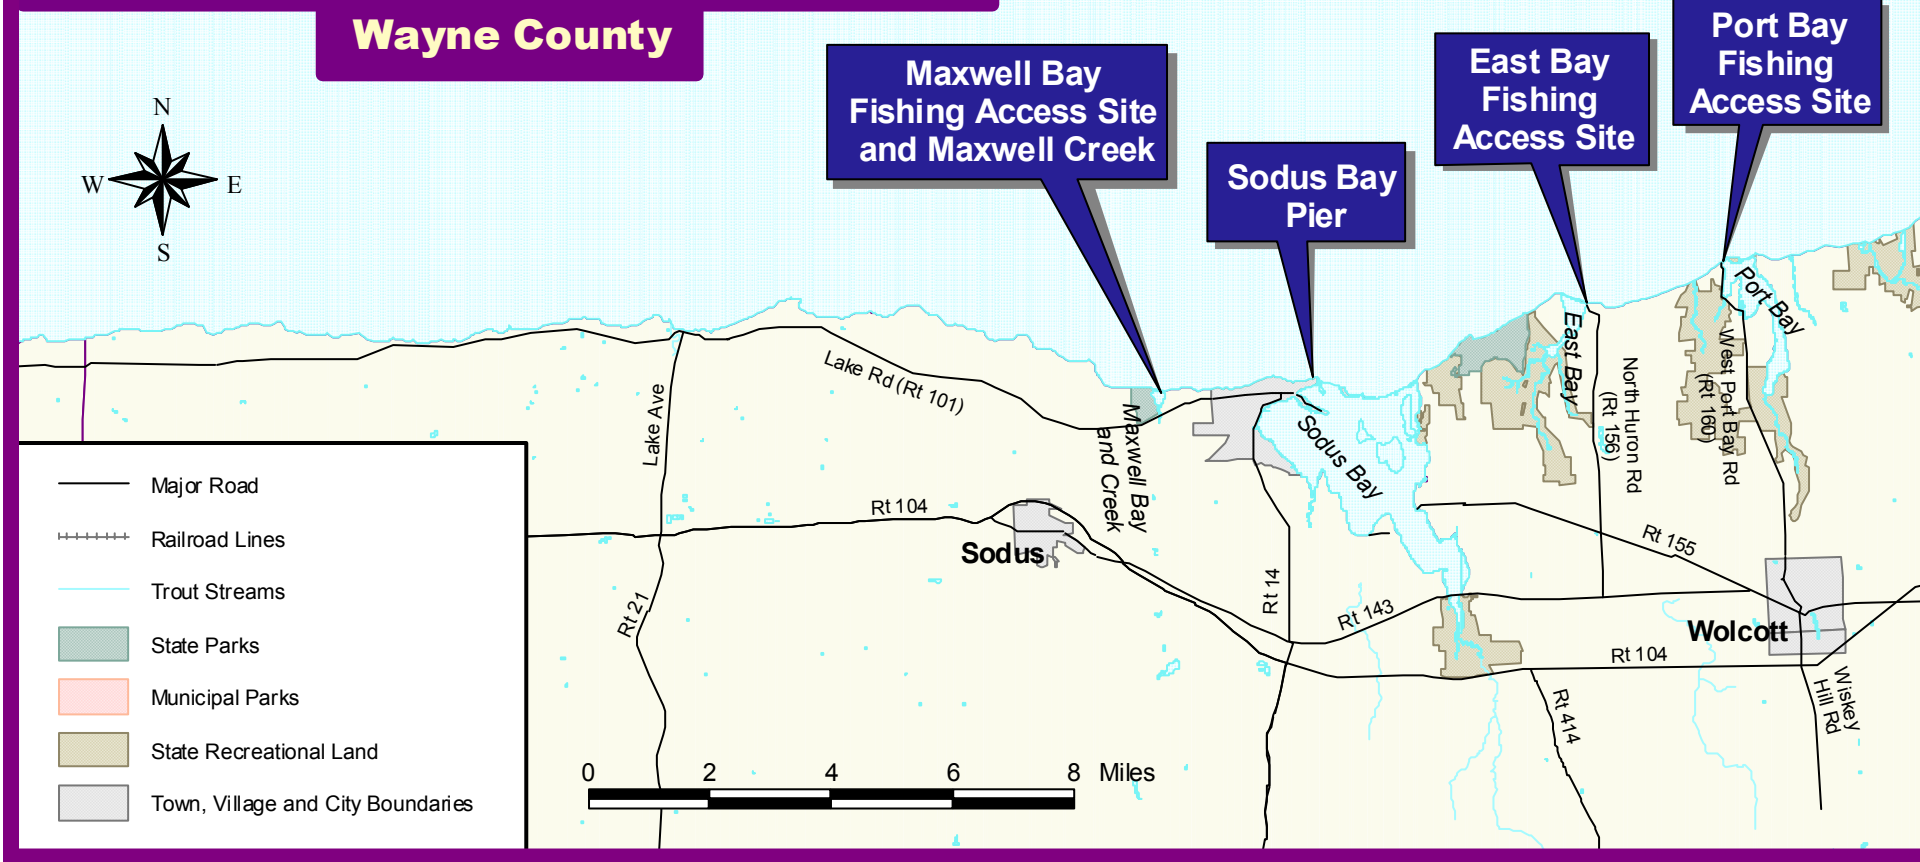 Wayne County
N
W
E
S
Maxwell Bay
Fishing Access Site
and Maxwell Creek
Sodus Bay
Pier
East Bay
Fishing
Access Site
Port Bay
Fishing
Access Site
Lake Rd (Rt 101)
Lake Ave
Maxwell Bay
and Creek
Sodus Bay
East Bay
North Huron Rd
(Rt 156)
West Port Bay Rd
(Rt 160)
Port Bay
Rt 104
Sodus
Rt 21
Rt 14
Rt 143
Rt 155
Wolcott
Rt 104
Rt 414
Wiskey
Hill Rd
Major Road
Railroad Lines
Trout Streams
State Parks
Municipal Parks
State Recreational Land
Town, Village and City Boundaries
0 2 4 6 8 Miles